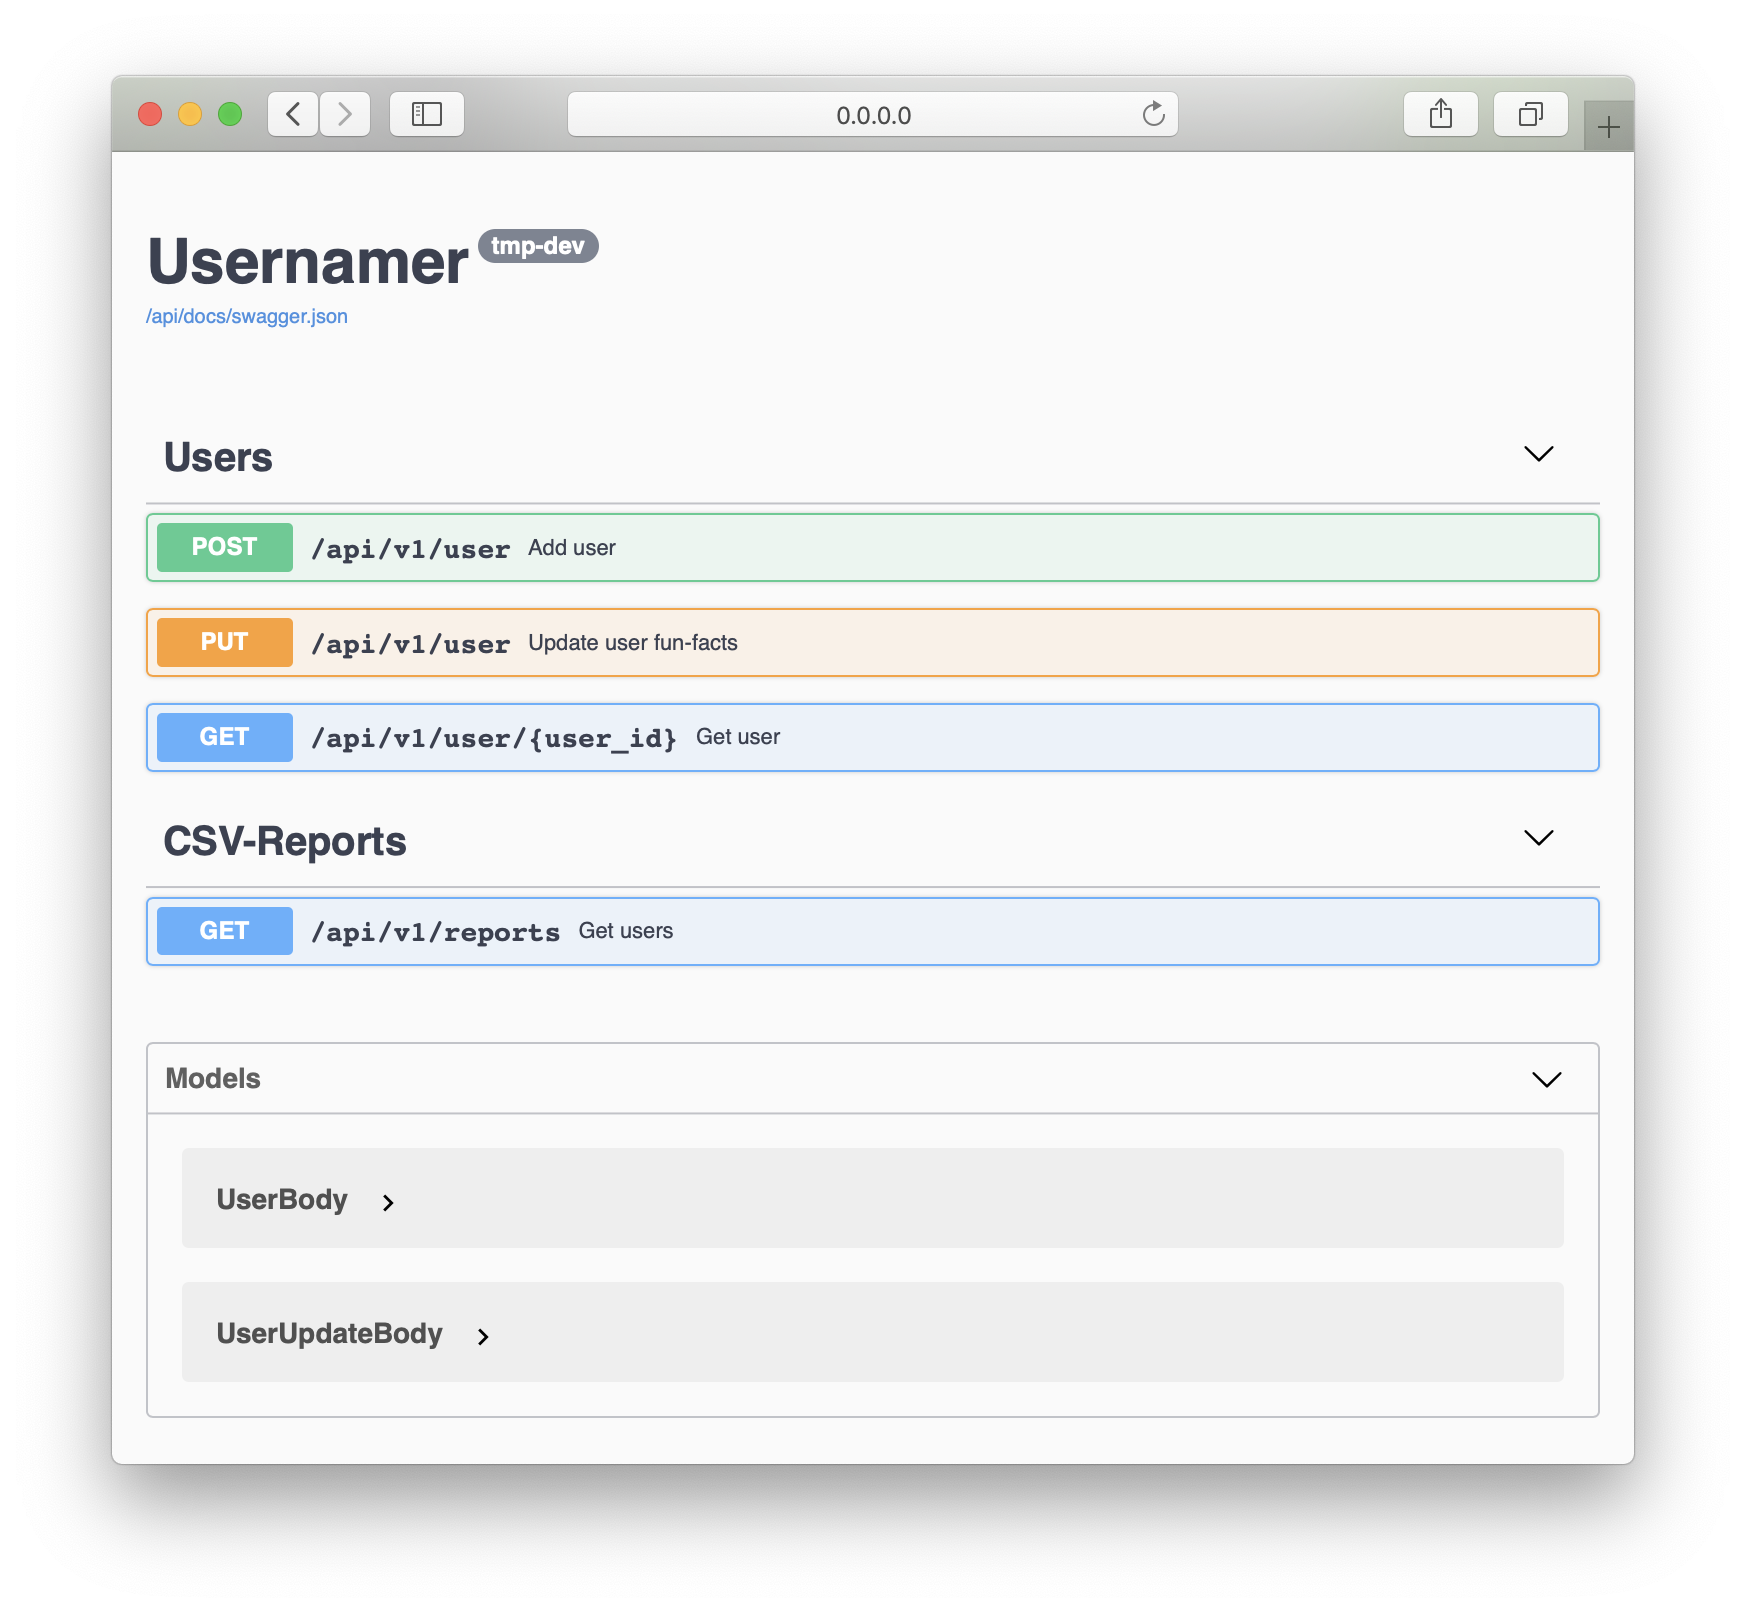 0.0.0.0
Usernamer tmp-dev
/api/docs/swagger.json
Users
POST /api/v1/user Add user
PUT /api/v1/user Update user fun-facts
GET /api/v1/user/{user_id} Get user
CSV-Reports
GET /api/v1/reports Get users
Models
UserBody
UserUpdateBody